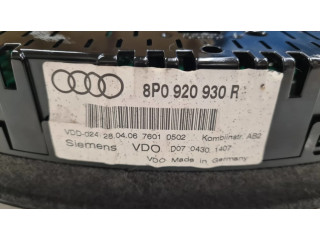 8P0 920 930 R
VDD-024 28.04.06 7601 0502 Kombiinstr. AB2
Siemens VDO D07 0430 1407
VDO Made in Germany